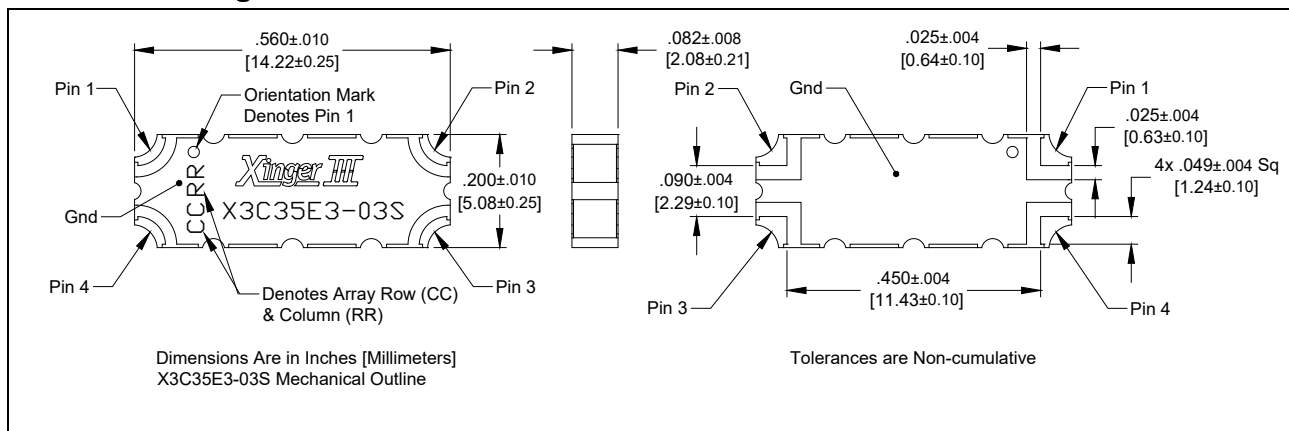 .560±.010
[14.22±0.25]
.082±.008
[2.08±0.21]
.025±.004
[0.64±0.10]
Pin 1
Orientation Mark
Denotes Pin 1
Pin 2
Pin 2
Gnd
Pin 1
.025±.004
[0.63±0.10]
Xinger III
X3C35E3-03S
CCRR
.200±.010
[5.08±0.25]
.090±.004
[2.29±0.10]
4x .049±.004 Sq
[1.24±0.10]
Gnd
Pin 4
Denotes Array Row (CC)
& Column (RR)
Pin 3
Pin 3
.450±.004
[11.43±0.10]
Pin 4
Dimensions Are in Inches [Millimeters]
X3C35E3-03S Mechanical Outline
Tolerances are Non-cumulative